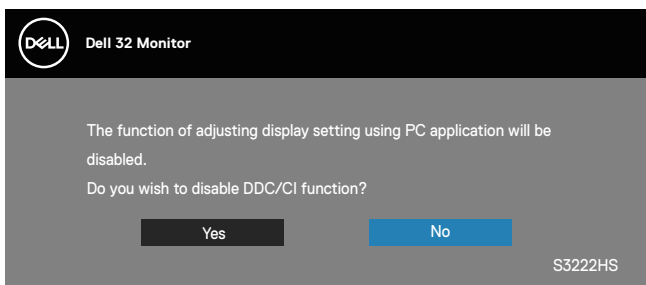 DELL
Dell 32 Monitor
The function of adjusting display setting using PC application will be
disabled.
Do you wish to disable DDC/CI function?
Yes
No
S3222HS